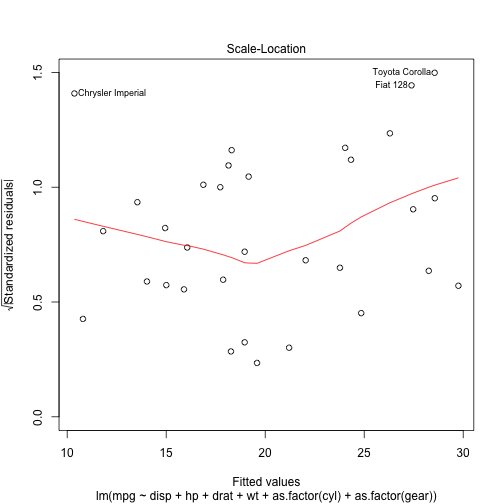 Scale-Location
1.5
1.0
0.5
0.0
√|Standardized residuals|
Toyota Corolla
Fiat 128
Chrysler Imperial
10 15 20 25 30
Fitted values
lm(mpg ~ disp + hp + drat + wt + as.factor(cyl) + as.factor(gear))